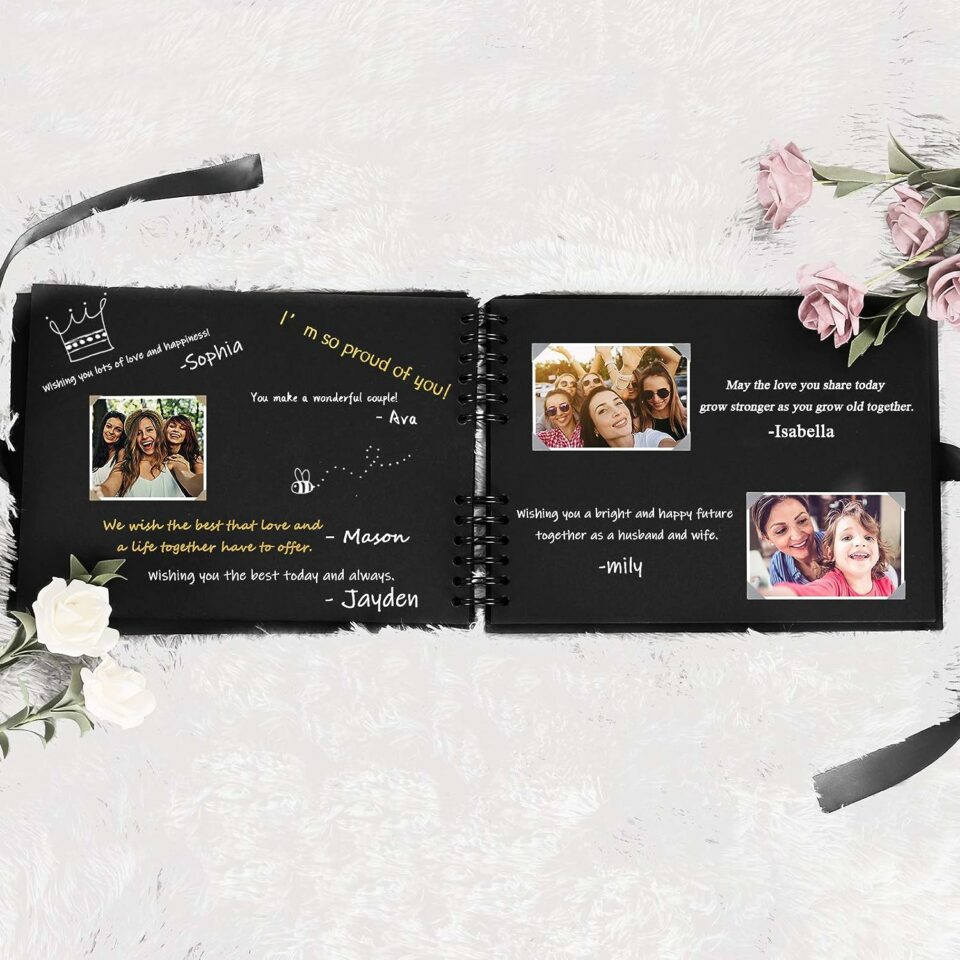 Wishing you lots of love and happiness!
-Sophia
I'm so proud of you!
You make a wonderful couple!
- Ava
We wish the best that love and
a life together have to offer.
- Mason
Wishing you the best today and always.
- Jayden
May the love you share today
grow stronger as you grow old together.
-Isabella
Wishing you a bright and happy future
together as a husband and wife.
-mily